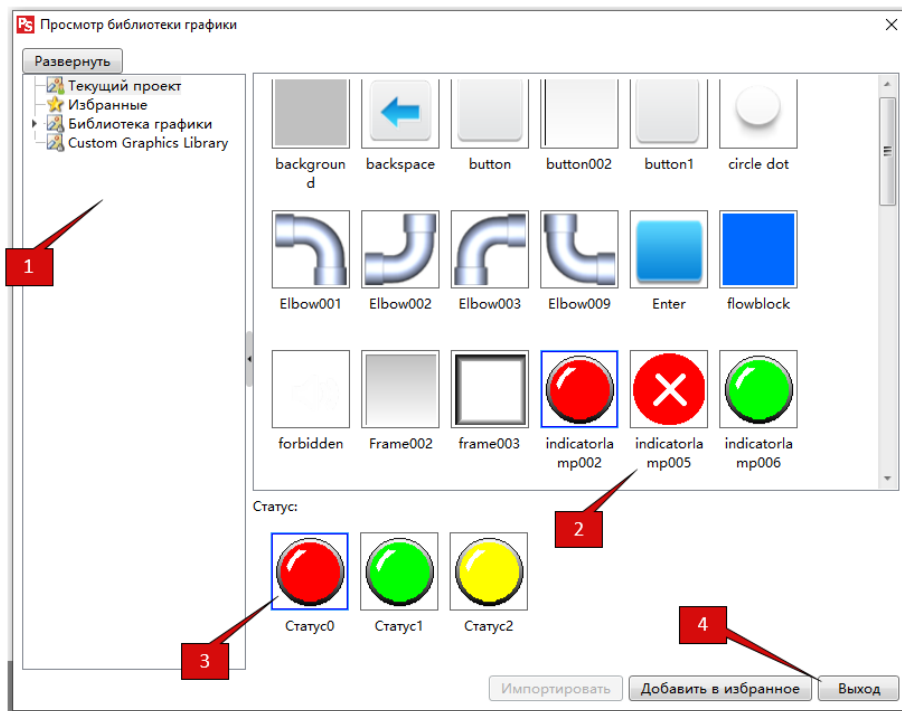 PS Просмотр библиотеки графики
Развернуть
Текущий проект
Избранные
Библиотека графики
Custom Graphics Library
1
backgroun
d
backspace
button
button002
button1
circle dot
Elbow001
Elbow002
Elbow003
Elbow009
Enter
flowblock
forbidden
Frame002
frame003
indicatorla
mp002
indicatorla
mp005
indicatorla
mp006
2
Статус:
Статус0
Статус1
Статус2
3
4
Импортировать
Добавить в избранное
Выход